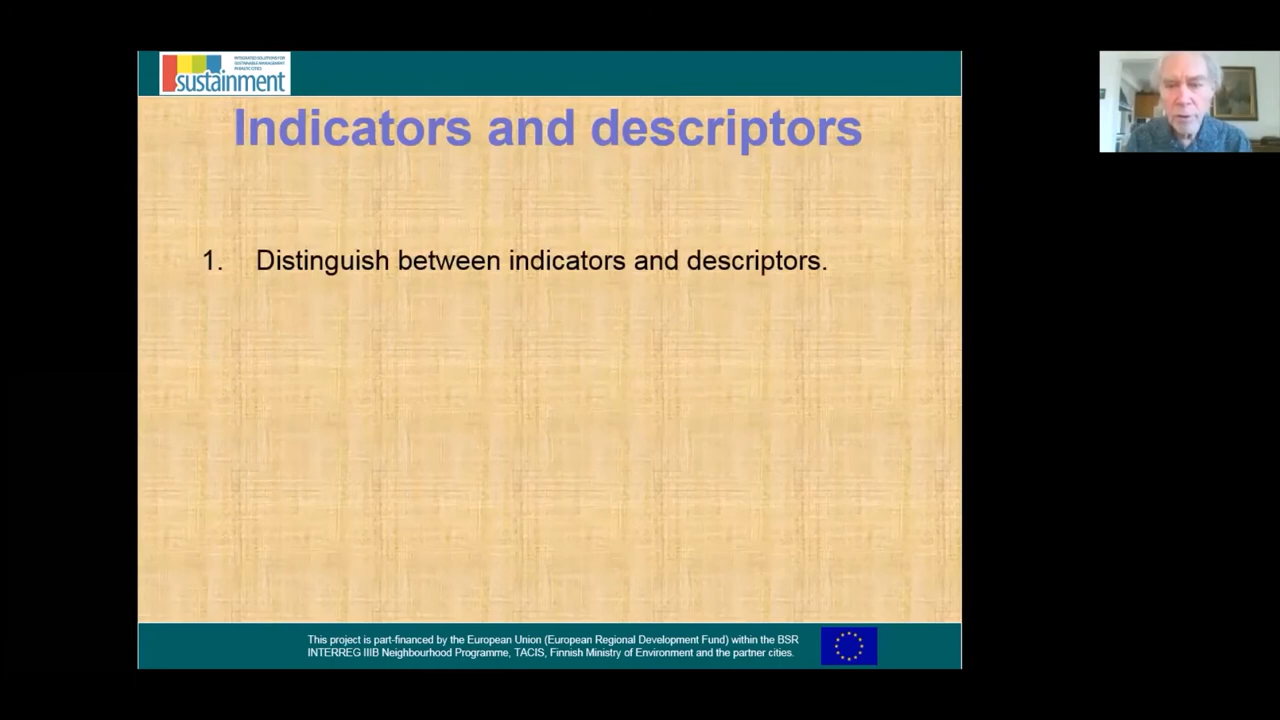 INTEGRATED SOLUTIONS FOR
SUSTAINABLE MANAGEMENT
IN BALTIC CITIES
sustainment
Indicators and descriptors
1. Distinguish between indicators and descriptors.
This project is part-financed by the European Union (European Regional Development Fund) within the BSR
INTERREG IIIB Neighbourhood Programme, TACIS, Finnish Ministry of Environment and the partner cities.